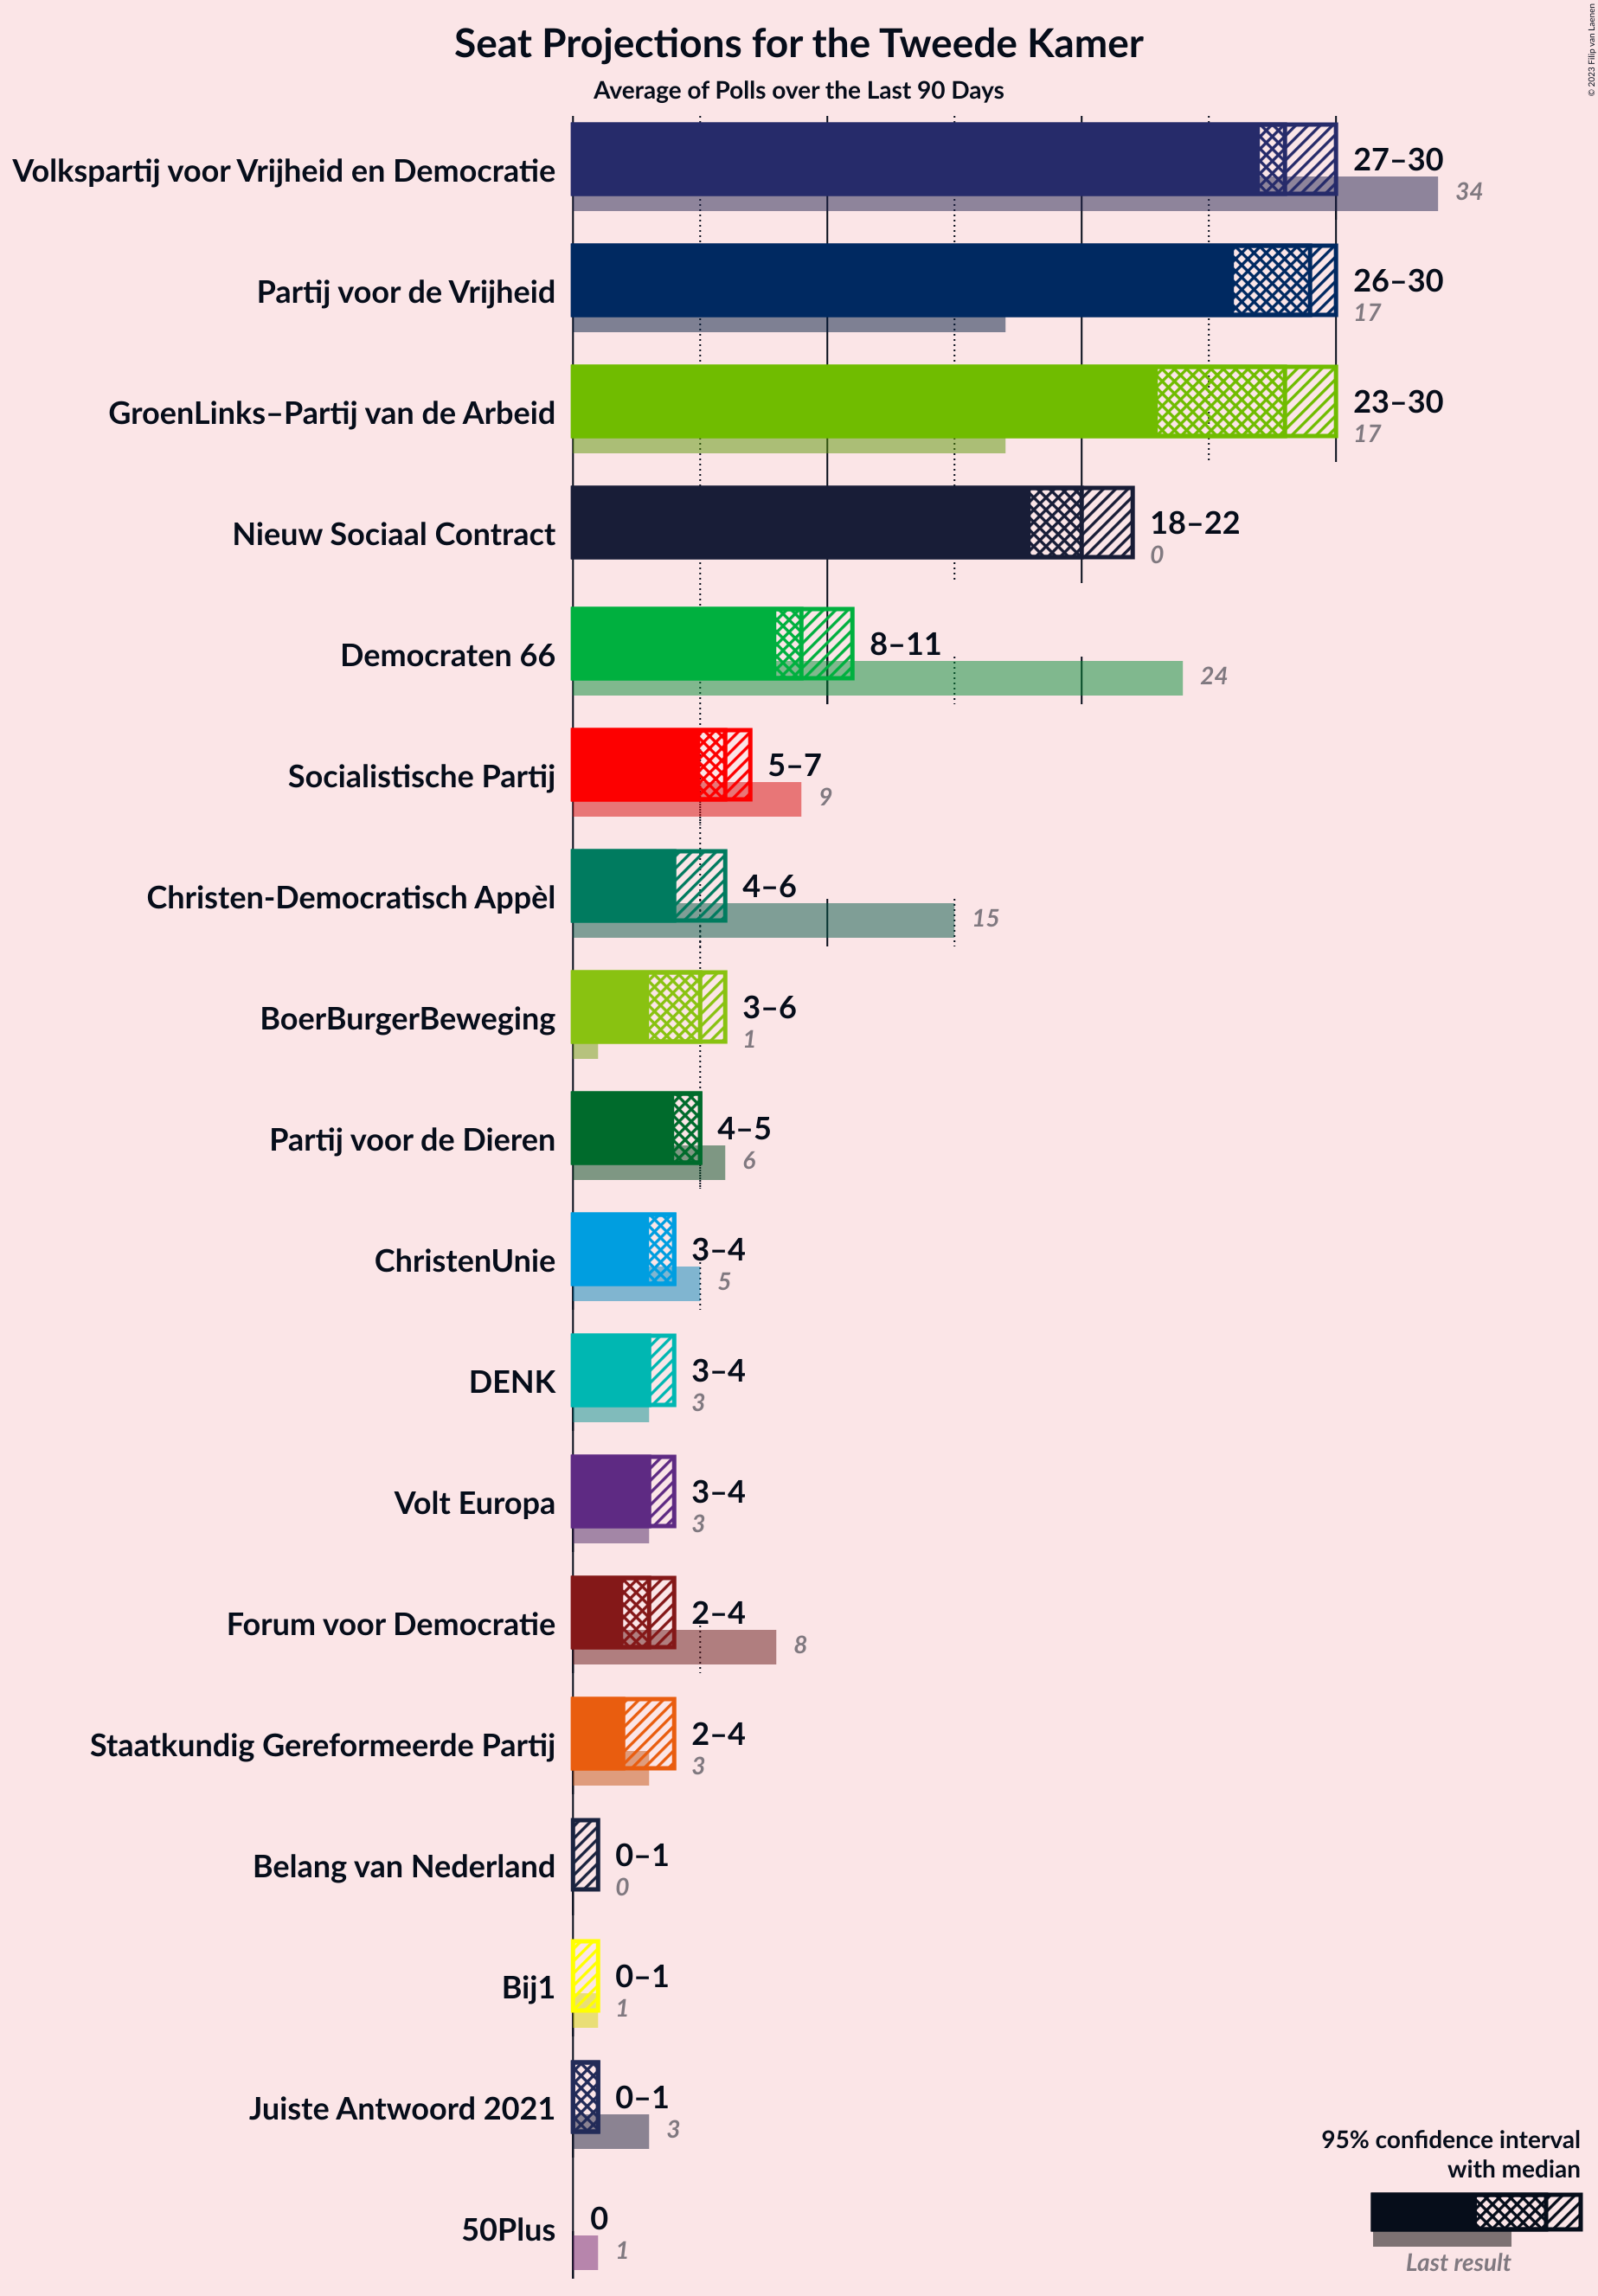 © 2023 Filip van Laenen
Seat Projections for the Tweede Kamer
Average of Polls over the Last 90 Days
Volkspartij voor Vrijheid en Democratie
27–30
34
Partij voor de Vrijheid
26–30
17
GroenLinks–Partij van de Arbeid
23–30
17
Nieuw Sociaal Contract
18–22
0
Democraten 66
8–11
24
Socialistische Partij
5–7
9
Christen-Democratisch Appèl
4–6
15
BoerBurgerBeweging
3–6
1
Partij voor de Dieren
4–5
6
ChristenUnie
3–4
5
DENK
3–4
3
Volt Europa
3–4
3
Forum voor Democratie
2–4
8
Staatkundig Gereformeerde Partij
2–4
3
Belang van Nederland
0–1
0
Bij1
0–1
1
Juiste Antwoord 2021
0–1
3
50Plus
0
1
95% confidence interval
with median
Last result